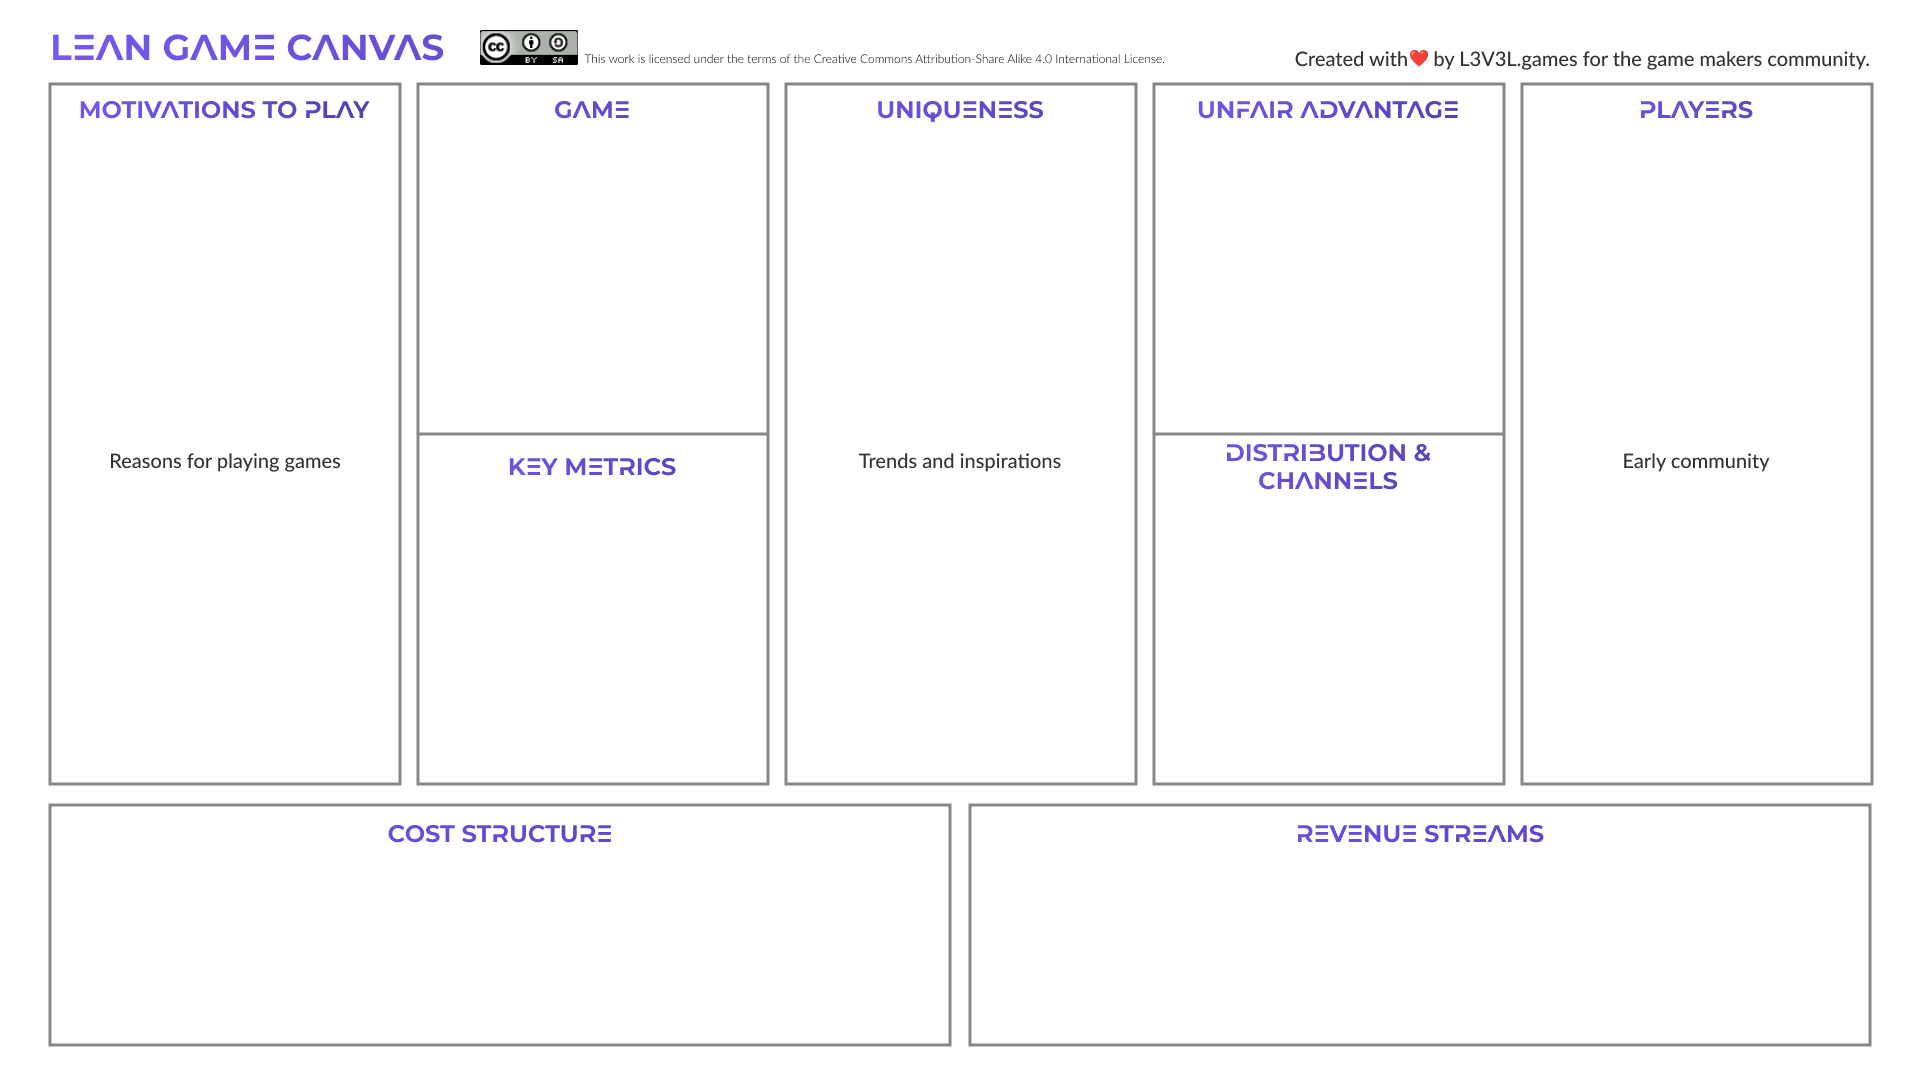 LEAN GAME CANVAS
cc BY SA
This work is licensed under the terms of the Creative Commons Attribution-Share Alike 4.0 International License.
Created with❤️ by L3V3L.games for the game makers community.
MOTIVATIONS TO PLAY
Reasons for playing games
GAME
KEY METRICS
UNIQUENESS
Trends and inspirations
UNFAIR ADVANTAGE
DISTRIBUTION &
CHANNELS
PLAYERS
Early community
COST STRUCTURE
REVENUE STREAMS